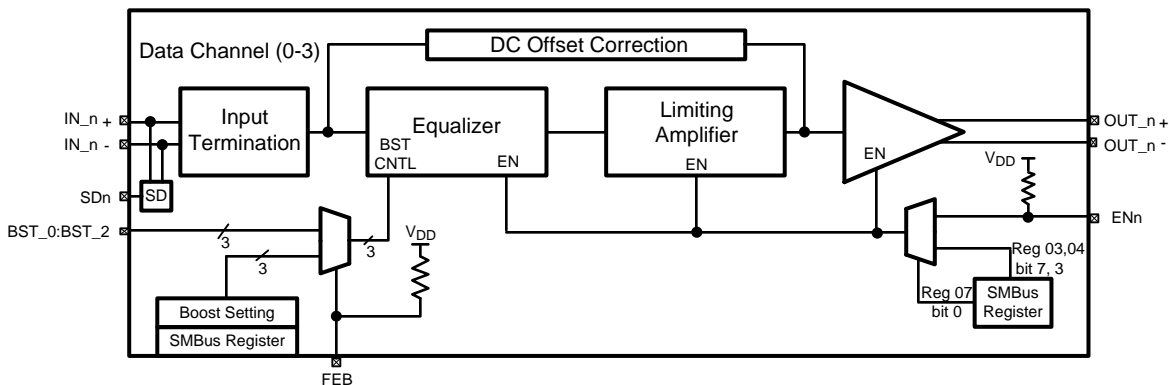 Data Channel (0-3)
DC Offset Correction
IN_n +
IN_n -
Input
Termination
Equalizer
BST
CNTL
EN
Limiting
Amplifier
EN
EN
OUT_n +
OUT_n -
SDn
SD
VDD
ENn
BST_0:BST_2
3
3
3
VDD
Reg 03,04
bit 7, 3
Reg 07
bit 0
SMBus
Register
Boost Setting
SMBus Register
FEB